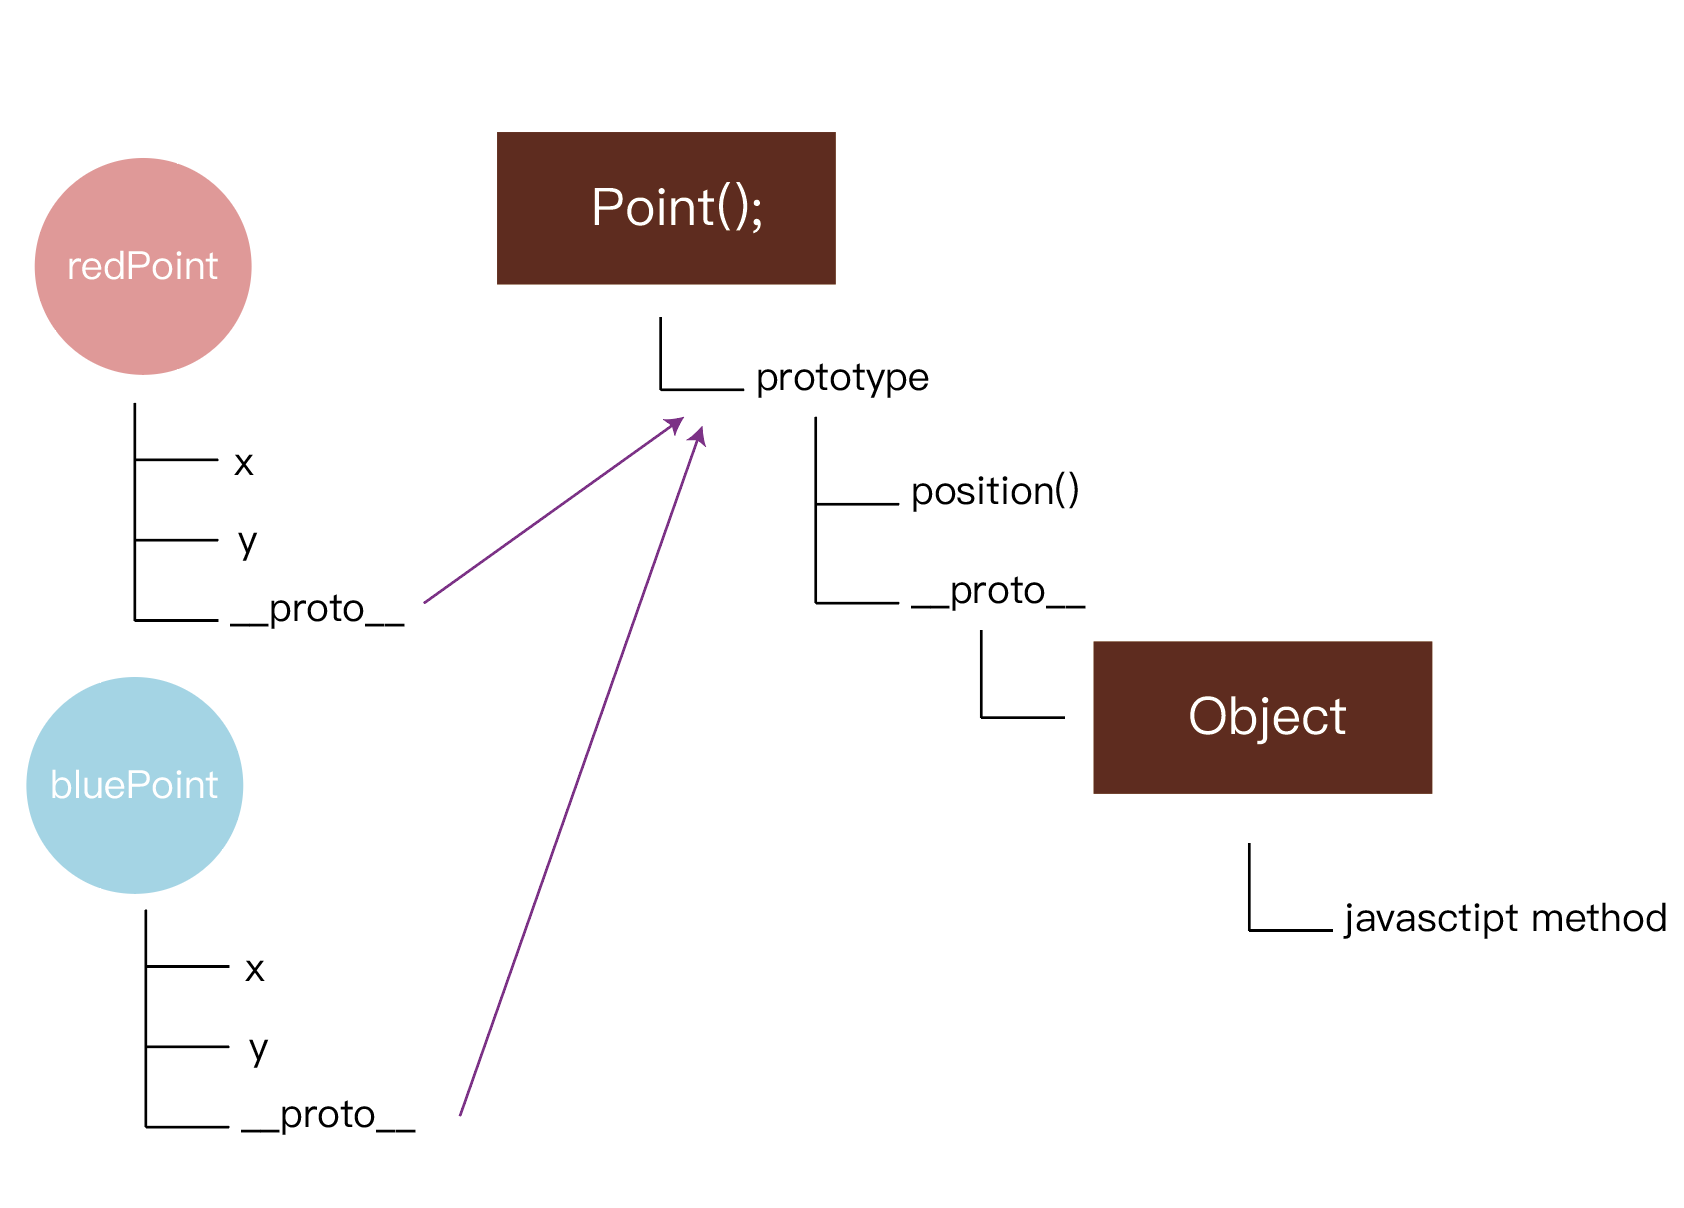 redPoint
x
y
__proto__
bluePoint
x
y
__proto__
Point();
prototype
position()
__proto__
Object
javasctipt method